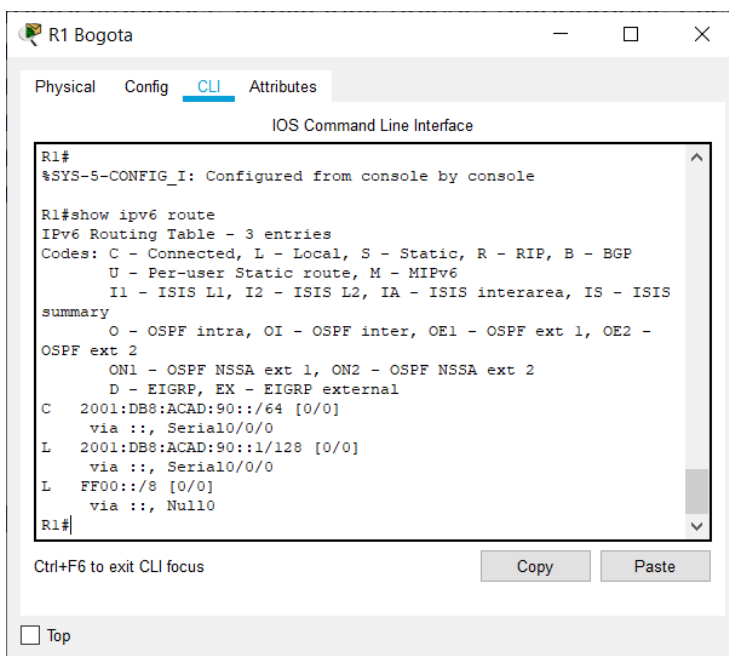 R1 Bogota
Physical Config CLI Attributes
IOS Command Line Interface
R1#
%SYS-5-CONFIG_I: Configured from console by console
R1#show ipv6 route
IPv6 Routing Table - 3 entries
Codes: C - Connected, L - Local, S - Static, R - RIP, B - BGP
U - Per-user Static route, M - MIPv6
I1 - ISIS L1, I2 - ISIS L2, IA - ISIS interarea, IS - ISIS
summary
O - OSPF intra, OI - OSPF inter, OE1 - OSPF ext 1, OE2 -
OSPF ext 2
ON1 - OSPF NSSA ext 1, ON2 - OSPF NSSA ext 2
D - EIGRP, EX - EIGRP external
C 2001:DB8:ACAD:90::/64 [0/0]
via ::, Serial0/0/0
L 2001:DB8:ACAD:90::1/128 [0/0]
via ::, Serial0/0/0
L FF00::/8 [0/0]
via ::, Null0
R1#
Ctrl+F6 to exit CLI focus
Copy Paste
Top